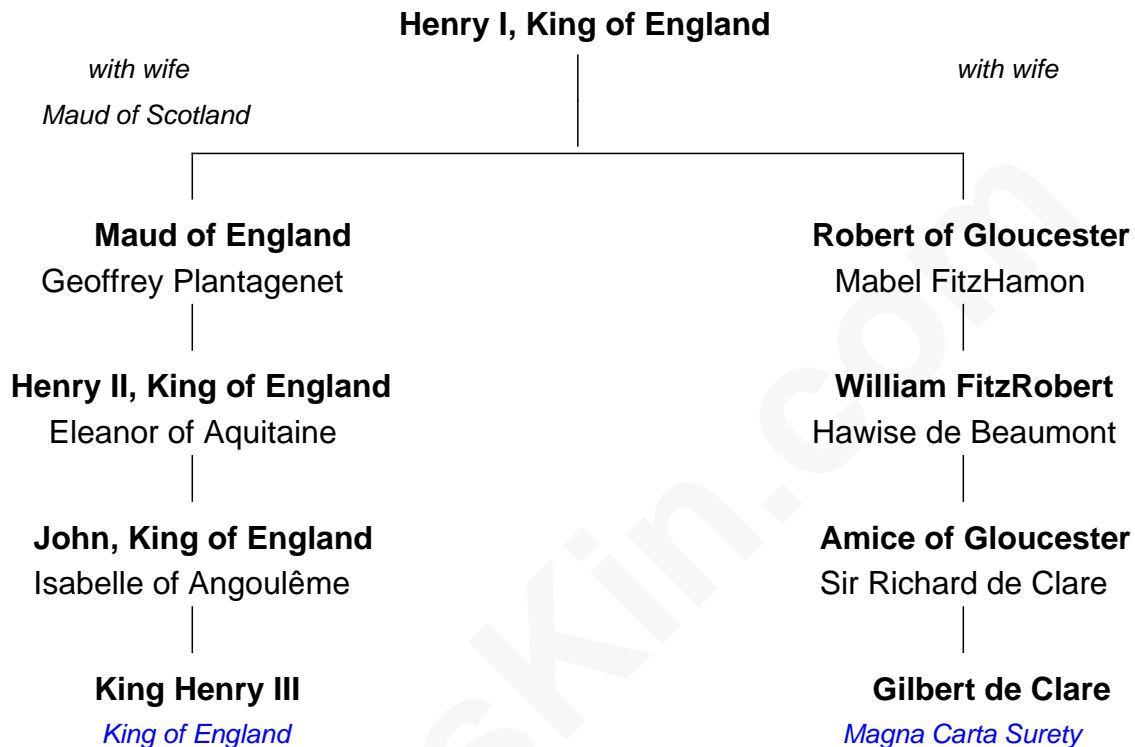 Henry I, King of England
with wife
Maud of Scotland
with wife
Maud of England
Geoffrey Plantagenet
Robert of Gloucester
Mabel FitzHamon
Henry II, King of England
Eleanor of Aquitaine
William FitzRobert
Hawise de Beaumont
John, King of England
Isabelle of Angoulême
Amice of Gloucester
Sir Richard de Clare
King Henry III
King of England
Gilbert de Clare
Magna Carta Surety
sKin.com